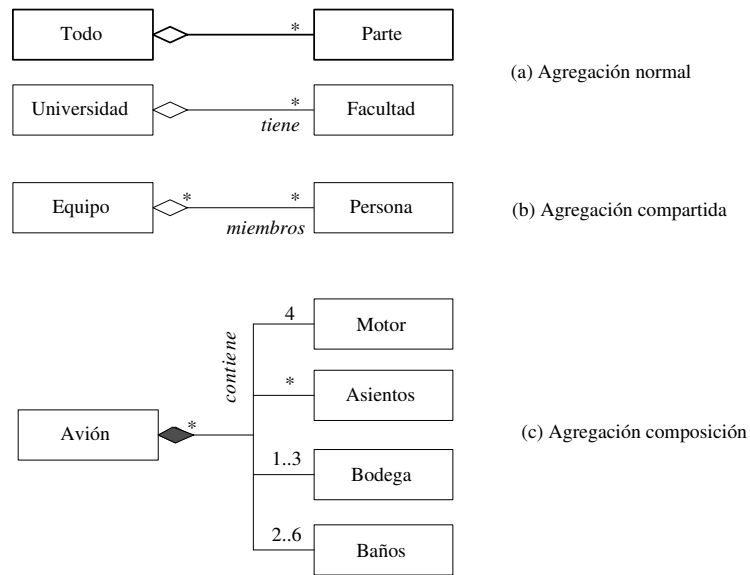 Todo
*
Parte
(a) Agregación normal
Universidad
*
tiene
Facultad
Equipo
*
*
miembros
Persona
(b) Agregación compartida
Avión
*
contiene
4
Motor
*
Asientos
1..3
Bodega
2..6
Baños
(c) Agregación composición